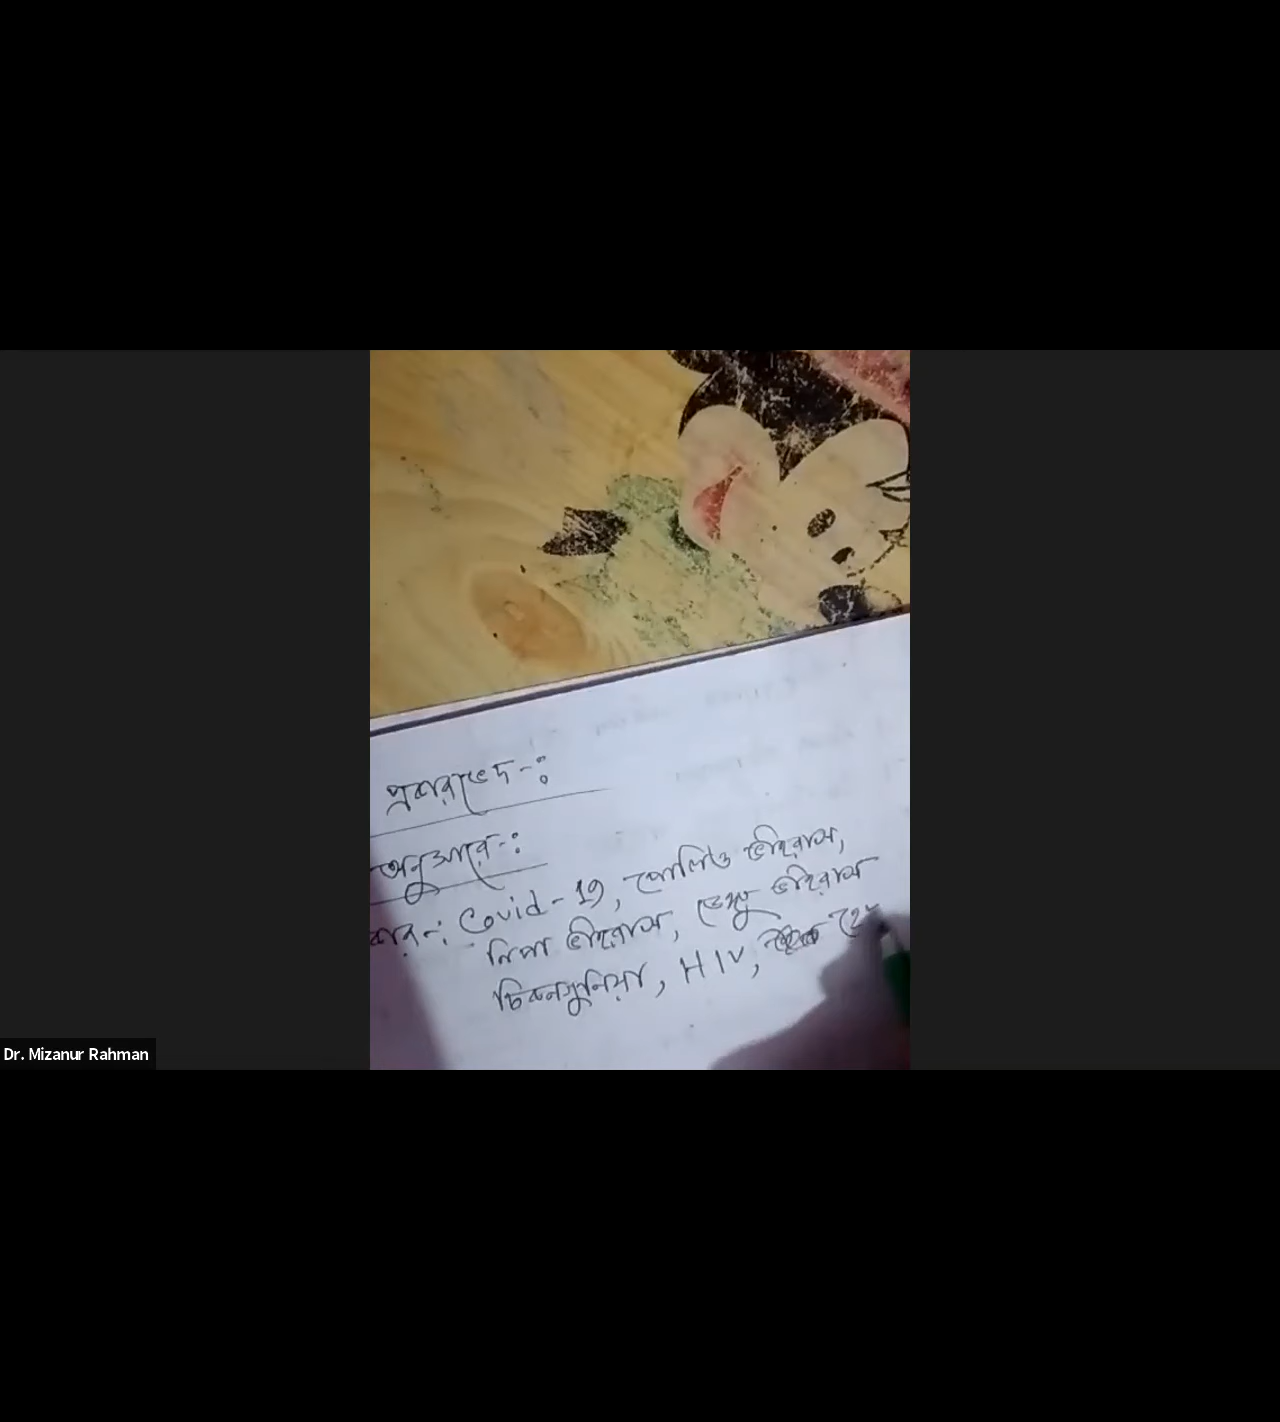 প্রকারভেদ-ঃ
অনুসারে-ঃ
কার-ঃ Covid-19, পোলিও ভাইরাস,
নিপা ভাইরাস, ডেঙ্গু ভাইরাস
চিকনগুনিয়া, HIV,
Dr. Mizanur Rahman